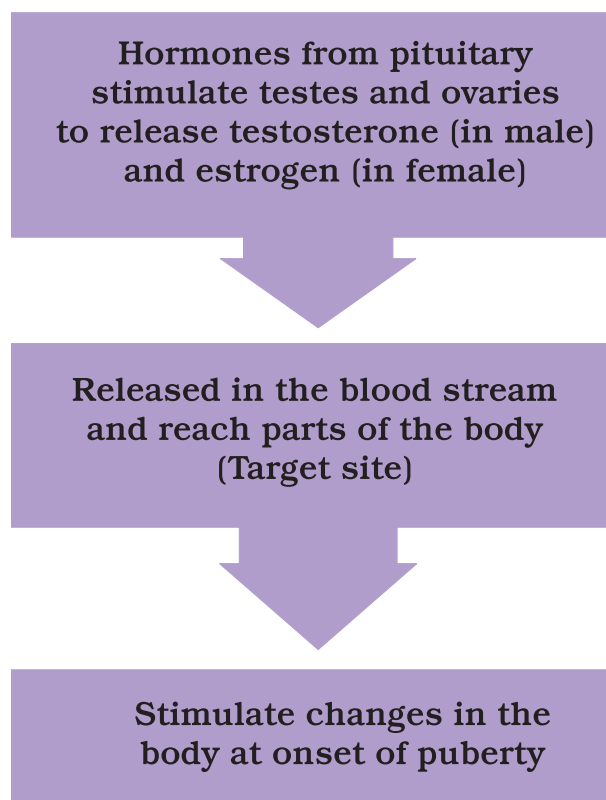 Hormones from pituitary
stimulate testes and ovaries
to release testosterone (in male)
and estrogen (in female)
Released in the blood stream
and reach parts of the body
(Target site)
Stimulate changes in the
body at onset of puberty